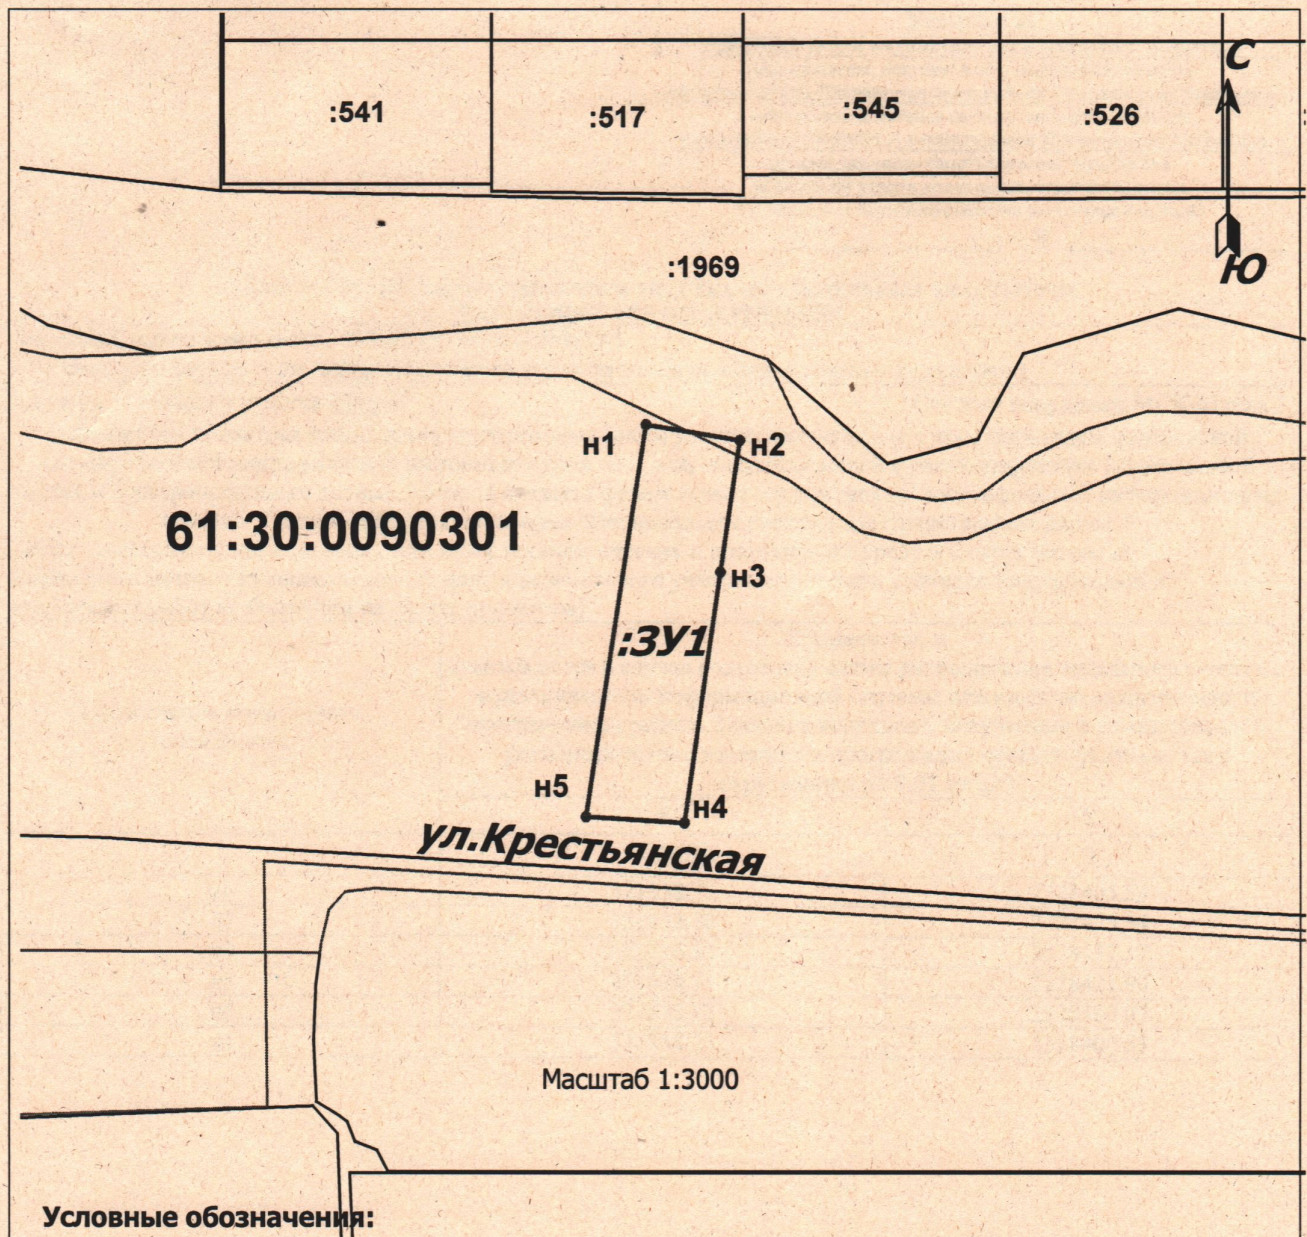 С
:541
:517
:545
:526
:1969
Ю
н1
н2
61:30:0090301
н3
:ЗУ1
н5
н4
ул.Крестьянская
Масштаб 1:3000
Условные обозначения: